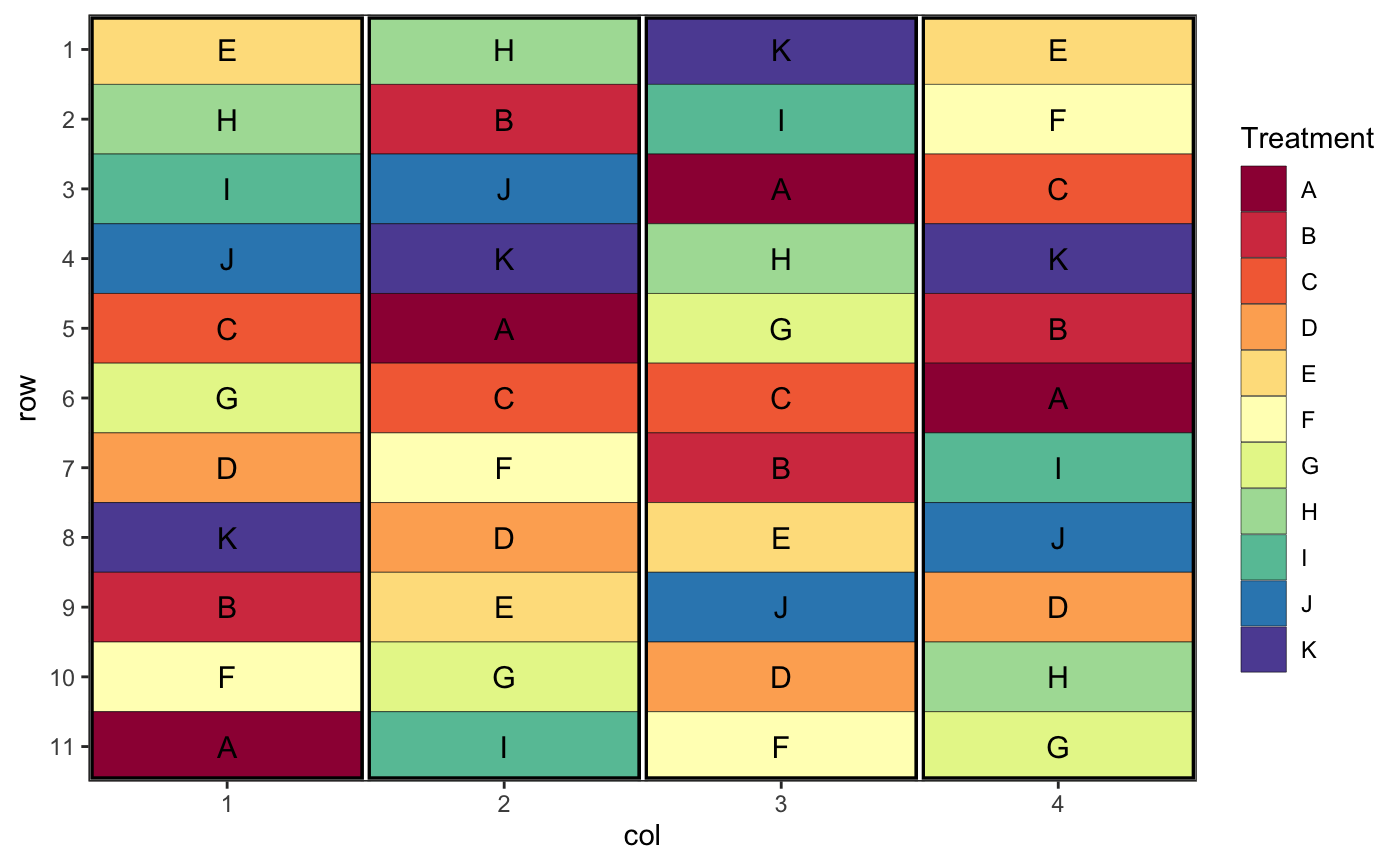 1 E H K E
2 H B I F
Treatment
3 I J A C
A
4 J K H K
B
5 C A G B
C
D
row
6 G C C A
E
7 D F B I
F
8 K D E J
G
9 B E J D
H
10 F G D H
I
11 A I F G
J
K
1 2 3 4
col